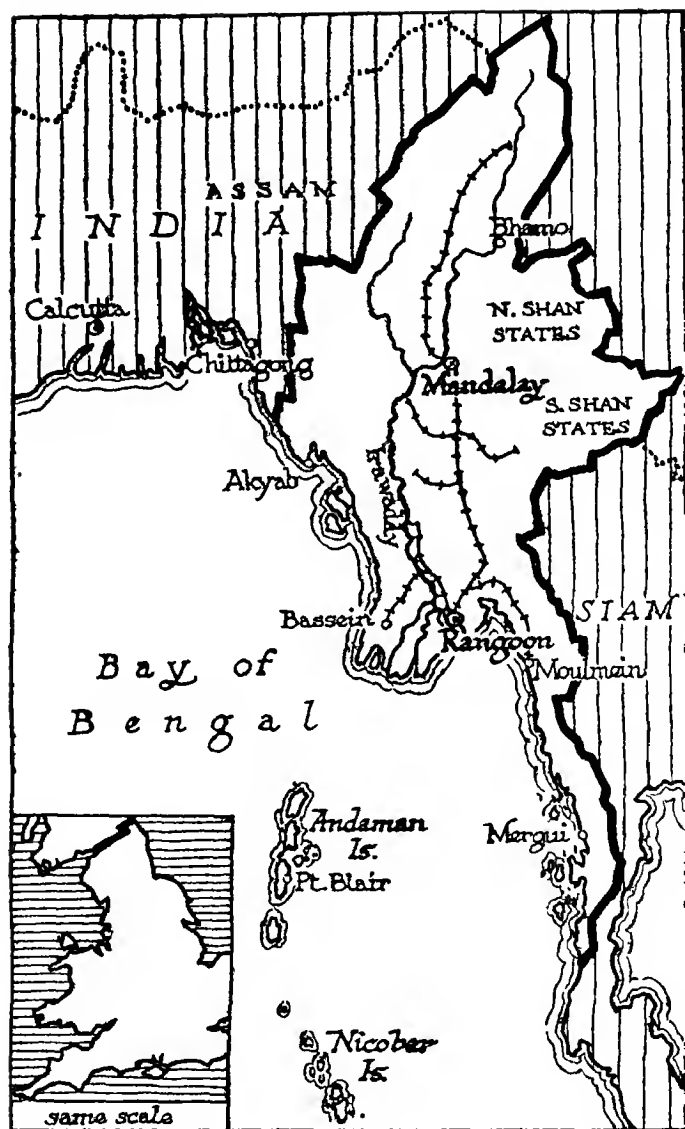 ASSAM
INDIA
Calcutta
Chittagong
Bhamo
N. SHAN
STATES
Mandalay
S. SHAN
STATES
Akyab
Irawaddy
Bassein
Rangoon
SIAM
Moulmein
Bay of
Bengal
Andaman
Is.
Pt. Blair
Mergui
Nicobar
Is.
same scale